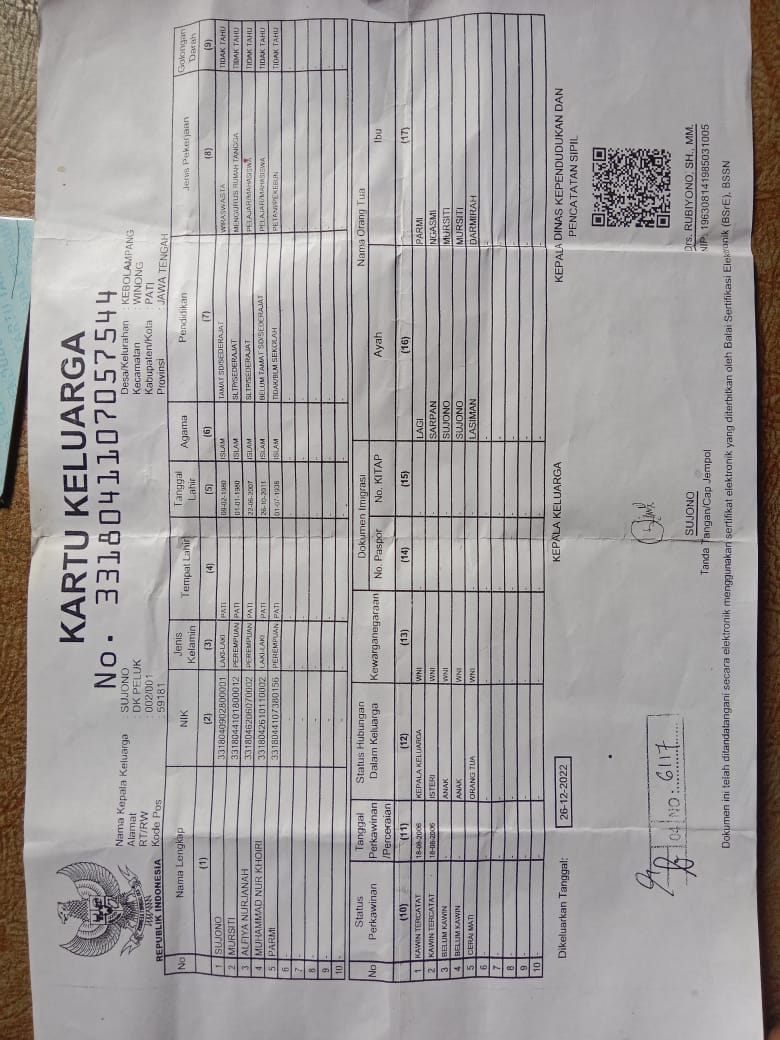 REPUBLIK INDONESIA
KARTU KELUARGA
No. 3318041107057544
Nama Kepala Keluarga : SUJONO
Alamat : DK PELUK
RT/RW : 002/001
Kode Pos : 59181
Desa/Kelurahan : KEBOLAMPANG
Kecamatan : WINONG
Kabupaten/Kota : PATI
Provinsi : JAWA TENGAH
No Nama Lengkap NIK Jenis Kelamin Tempat Lahir Tanggal Lahir Agama Pendidikan Jenis Pekerjaan Golongan Darah
(1) (2) (3) (4) (5) (6) (7) (8) (9)
1 SUJONO 3318040902800001 LAKI-LAKI PATI 09-02-1980 ISLAM TAMAT SD/SEDERAJAT WIRASWASTA TIDAK TAHU
2 MURSITI 3318044101800012 PEREMPUAN PATI 01-01-1980 ISLAM SLTP/SEDERAJAT MENGURUS RUMAH TANGGA TIDAK TAHU
3 ALFIYA NURJANAH 3318046206070002 PEREMPUAN PATI 22-06-2007 ISLAM SLTP/SEDERAJAT PELAJAR/MAHASISWA TIDAK TAHU
4 MUHAMMAD NUR KHOIRI 3318042610110002 LAKI-LAKI PATI 26-10-2011 ISLAM BELUM TAMAT SD/SEDERAJAT PELAJAR/MAHASISWA TIDAK TAHU
5 PARMI 3318044107380156 PEREMPUAN PATI 01-07-1938 ISLAM TIDAK/BLM SEKOLAH PETANI/PEKEBUN TIDAK TAHU
6 - - - - - - - - -
7 - - - - - - - - -
8 - - - - - - - - -
9 - - - - - - - - -
10 - - - - - - - - -
No Status Perkawinan Tanggal Perkawinan/Perceraian Status Hubungan Dalam Keluarga Kewarganegaraan Dokumen Imigrasi Nama Orang Tua
No. Paspor No. KITAP Ayah Ibu
(10) (11) (12) (13) (14) (15) (16) (17)
1 KAWIN TERCATAT 18-08-2006 KEPALA KELUARGA WNI - - LAGI PARMI
2 KAWIN TERCATAT 18-08-2006 ISTERI WNI - - SARPAN NGASMI
3 BELUM KAWIN - ANAK WNI - - SUJONO MURSITI
4 BELUM KAWIN - ANAK WNI - - SUJONO MURSITI
5 CERAI MATI - ORANG TUA WNI - - LASIMAN DARMIRAH
6 - - - - - - - -
7 - - - - - - - -
8 - - - - - - - -
9 - - - - - - - -
10 - - - - - - - -
Dikeluarkan Tanggal: 26-12-2022
KEPALA KELUARGA
SUJONO
Tanda Tangan/Cap Jempol
KEPALA DINAS KEPENDUDUKAN DAN
PENCATATAN SIPIL
Drs. RUBIYONO, SH., MM.
NIP. 196308141985031005
04 NO: 6117
Dokumen ini telah ditandatangani secara elektronik menggunakan sertifikat elektronik yang diterbitkan oleh Balai Sertifikasi Elektronik (BSrE), BSSN